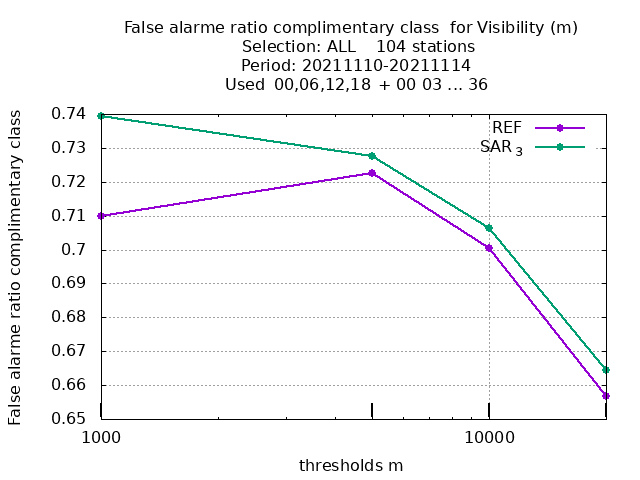 False alarme ratio complimentary class  for Visibility (m)
Selection: ALL    104 stations
Period: 20211110-20211114
Used  00,06,12,18 + 00 03 ... 36
False alarme ratio complimentary class
0.74
0.73
0.72
0.71
0.7
0.69
0.68
0.67
0.66
0.65
REF
SAR 3
1000
10000
thresholds m